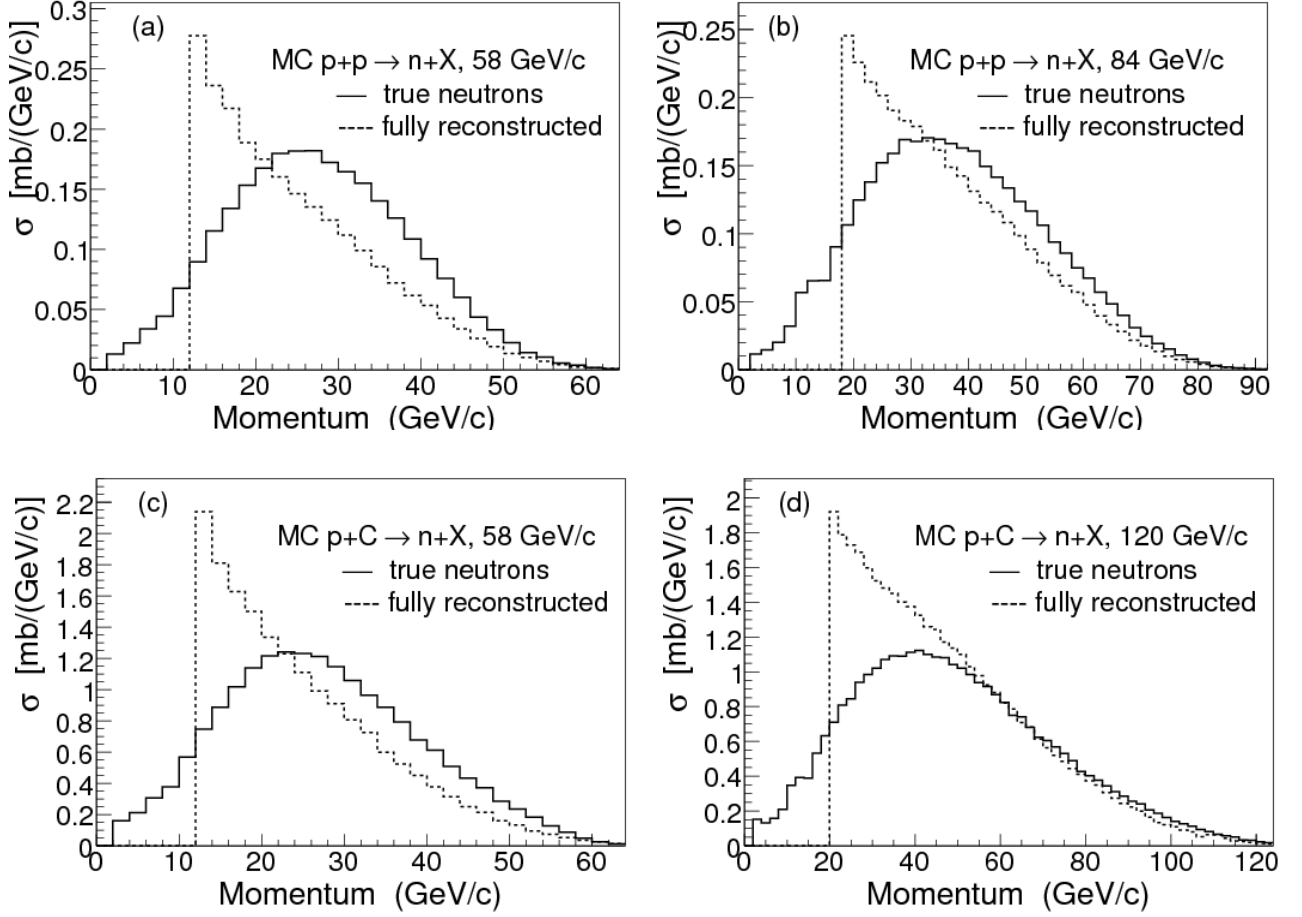 (a)
MC p+p → n+X, 58 GeV/c
true neutrons
fully reconstructed
σ [mb/(GeV/c)]
0.3
0.25
0.2
0.15
0.1
0.05
0
0 10 20 30 40 50 60
Momentum (GeV/c)
(b)
MC p+p → n+X, 84 GeV/c
true neutrons
fully reconstructed
σ [mb/(GeV/c)]
0.25
0.2
0.15
0.1
0.05
0
0 10 20 30 40 50 60 70 80 90
Momentum (GeV/c)
(c)
MC p+C → n+X, 58 GeV/c
true neutrons
fully reconstructed
σ [mb/(GeV/c)]
2.2
2
1.8
1.6
1.4
1.2
1
0.8
0.6
0.4
0.2
0
0 10 20 30 40 50 60
Momentum (GeV/c)
(d)
MC p+C → n+X, 120 GeV/c
true neutrons
fully reconstructed
σ [mb/(GeV/c)]
2
1.8
1.6
1.4
1.2
1
0.8
0.6
0.4
0.2
0
0 20 40 60 80 100 120
Momentum (GeV/c)